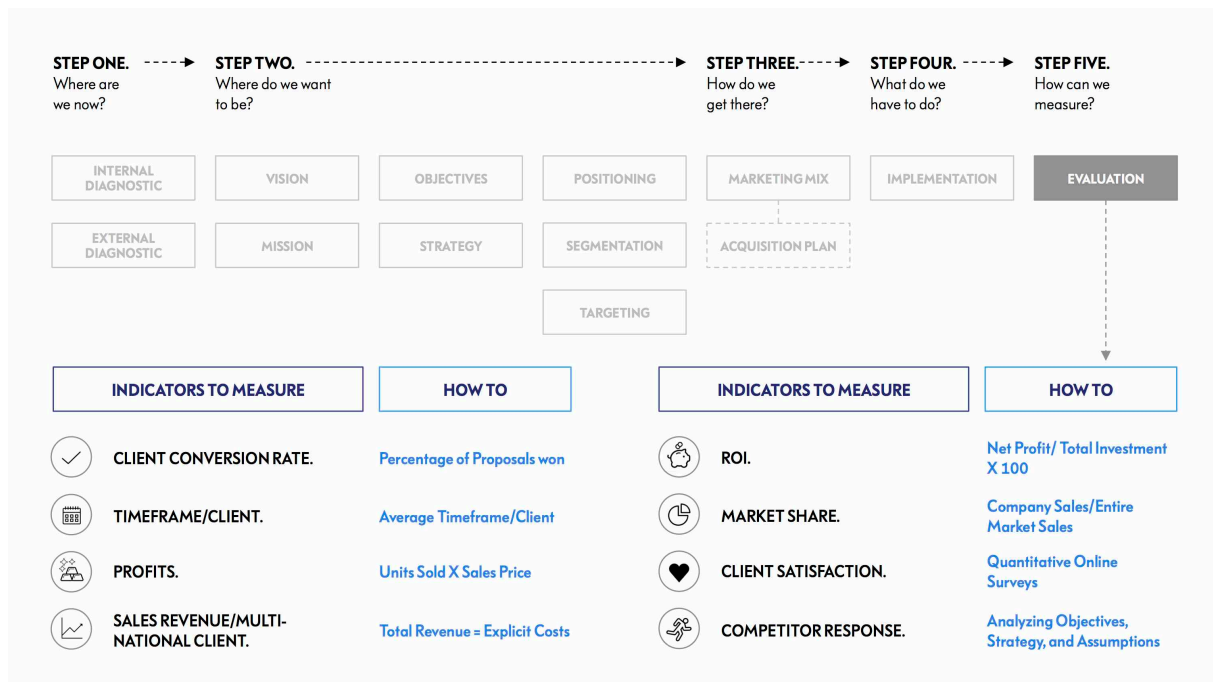 STEP ONE.
Where are
we now?
STEP TWO.
Where do we want
to be?
STEP THREE.
How do we
get there?
STEP FOUR.
What do we
have to do?
STEP FIVE.
How can we
measure?
INTERNAL
DIAGNOSTIC
VISION
OBJECTIVES
POSITIONING
MARKETING MIX
IMPLEMENTATION
EVALUATION
EXTERNAL
DIAGNOSTIC
MISSION
STRATEGY
SEGMENTATION
ACQUISITION PLAN
TARGETING
INDICATORS TO MEASURE
HOW TO
CLIENT CONVERSION RATE.
Percentage of Proposals won
TIMEFRAME/CLIENT.
Average Timeframe/Client
PROFITS.
Units Sold X Sales Price
SALES REVENUE/MULTI-
NATIONAL CLIENT.
Total Revenue = Explicit Costs
INDICATORS TO MEASURE
HOW TO
ROI.
Net Profit/ Total Investment
X 100
MARKET SHARE.
Company Sales/Entire
Market Sales
CLIENT SATISFACTION.
Quantitative Online
Surveys
COMPETITOR RESPONSE.
Analyzing Objectives,
Strategy, and Assumptions